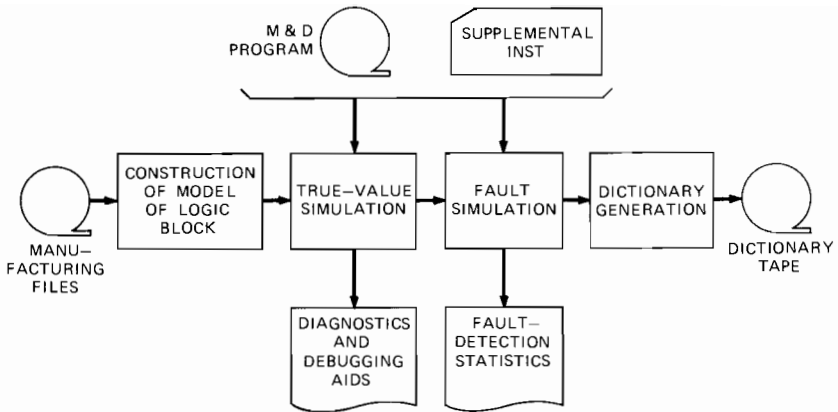 M & D
PROGRAM
SUPPLEMENTAL
INST
CONSTRUCTION
OF MODEL
OF LOGIC
BLOCK
TRUE-VALUE
SIMULATION
FAULT
SIMULATION
DICTIONARY
GENERATION
MANU-
FACTURING
FILES
DICTIONARY
TAPE
DIAGNOSTICS
AND
DEBUGGING
AIDS
FAULT-
DETECTION
STATISTICS